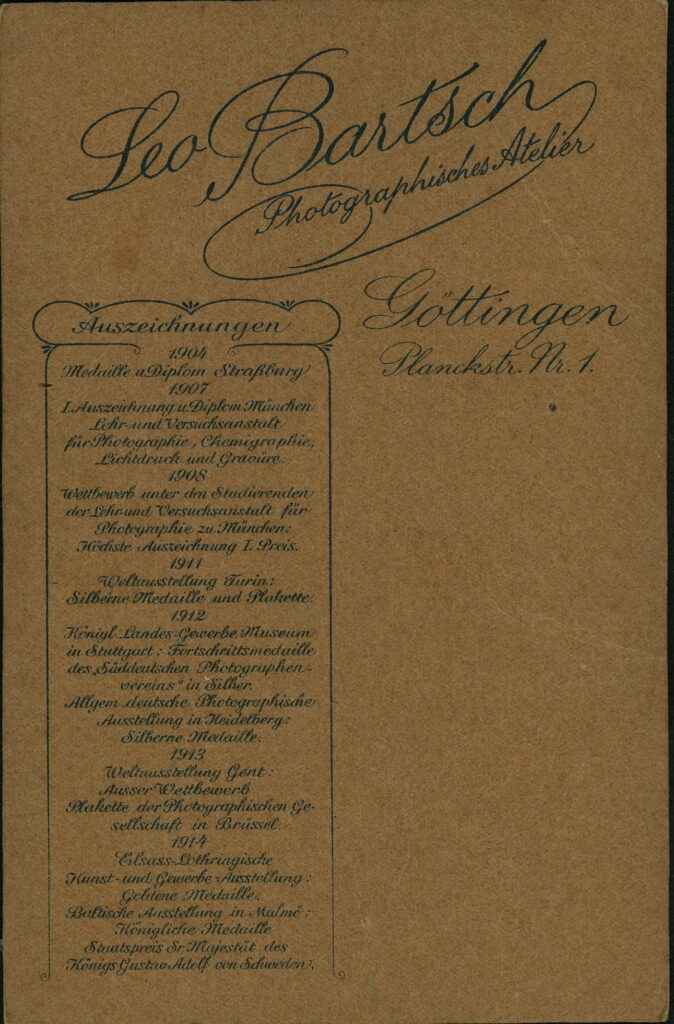 Leo Bartsch
Photographisches Atelier
Göttingen
Planckstr. Nr. 1.
Auszeichnungen
1904
Medaille u. Diplom Straßburg
1907
I. Auszeichnung u. Diplom München
Lehr- und Versuchsanstalt
für Photographie, Chemigraphie,
Lichtdruck und Gravüre.
1908
Wettbewerb unter den Studierenden
der Lehr- und Versuchsanstalt für
Photographie zu München:
Höchste Auszeichnung I. Preis.
1911
Weltausstellung Turin:
Silberne Medaille und Plakette.
1912
Königl. Landes-Gewerbe Museum
in Stuttgart: Fortschrittsmedaille
des „Süddeutschen Photographen-
vereins" in Silber.
Allgem. deutsche Photographische
Ausstellung in Heidelberg:
Silberne Medaille.
1913
Weltausstellung Gent:
Ausser Wettbewerb
Plakette der Photographischen Ge-
sellschaft in Brüssel.
1914
Elsass-Lothringische
Kunst- und Gewerbe-Ausstellung:
Goldene Medaille.
Baltische Ausstellung in Malmö:
Königliche Medaille
Staatspreis Sr. Majestät des
Königs Gustav Adolf von Schweden.